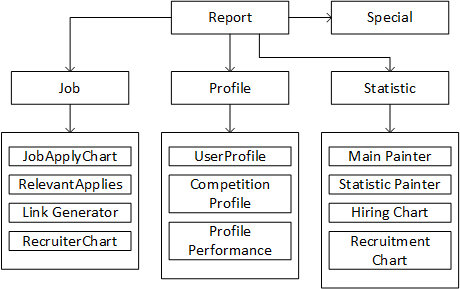 Report
Special
Job
Profile
Statistic
JobApplyChart
RelevantApplies
Link Generator
RecruiterChart
UserProfile
Competition
Profile
Profile
Performance
Main Painter
Statistic Painter
Hiring Chart
Recruitment
Chart